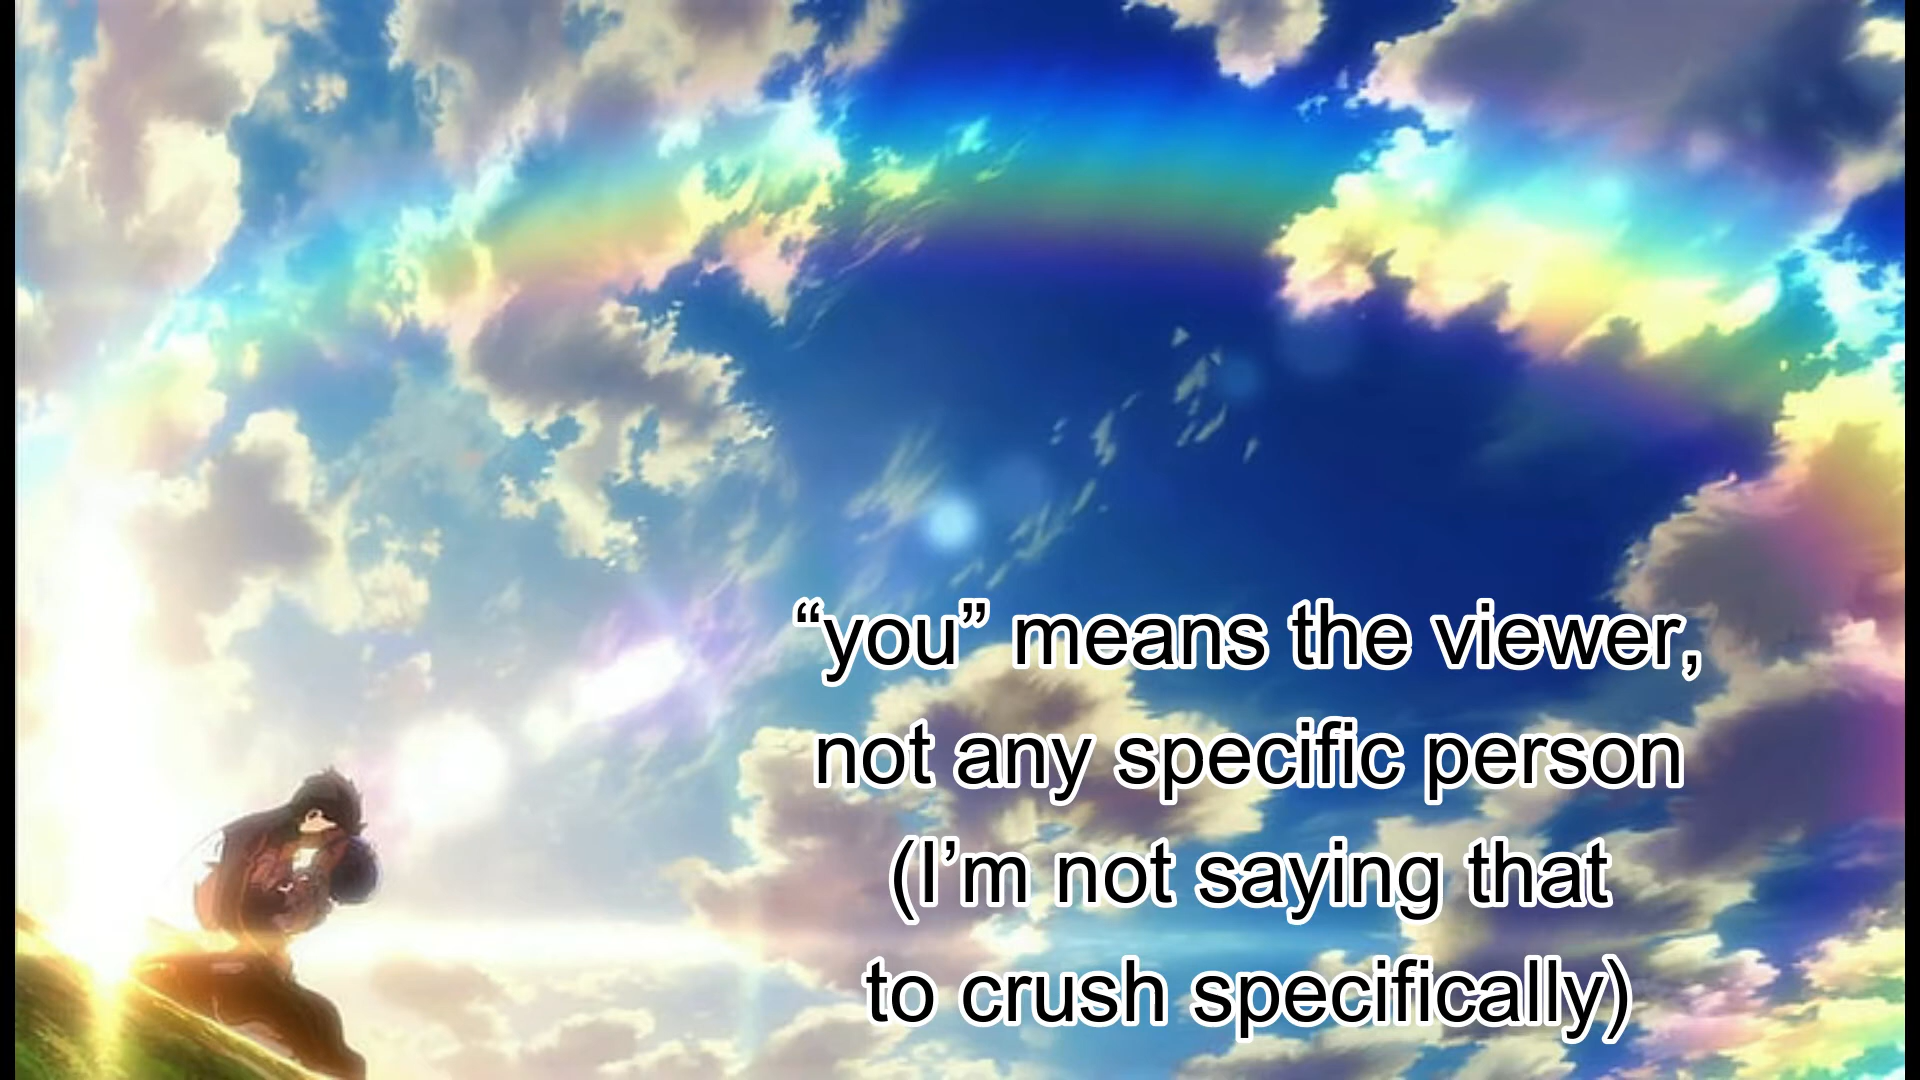 “you” means the viewer,
not any specific person
(I’m not saying that
to crush specifically)